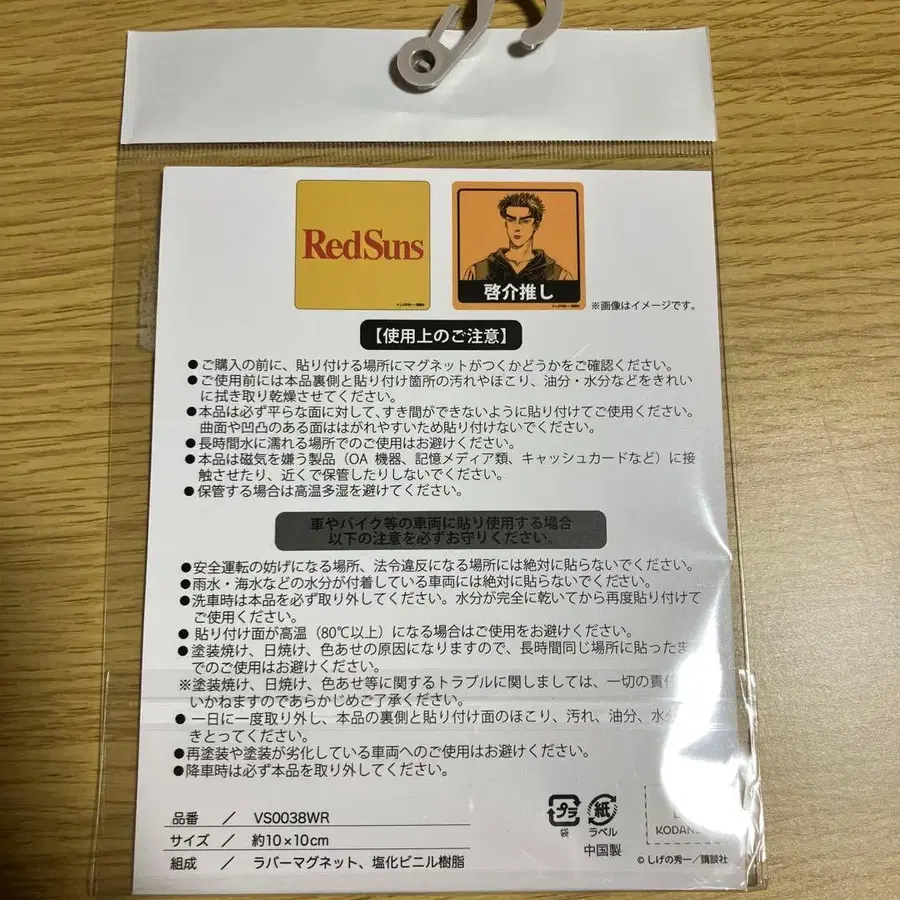 RedSuns
啓介推し
※画像はイメージです。
【使用上のご注意】
●ご購入の前に、貼り付ける場所にマグネットがつくかどうかをご確認ください。
●ご使用前には本品裏側と貼り付け箇所の汚れやほこり、油分・水分などをきれい
に拭き取り乾燥させてください。
●本品は必ず平らな面に対して、すき間ができないように貼り付けてご使用ください。
曲面や凹凸のある面ははがれやすいため貼り付けないでください。
●長時間水に濡れる場所でのご使用はお避けください。
●本品は磁気を嫌う製品（OA 機器、記憶メディア類、キャッシュカードなど）に接
触させたり、近くで保管したりしないでください。
●保管する場合は高温多湿を避けてください。
車やバイク等の車両に貼り使用する場合
以下の注意を必ずお守りください。
●安全運転の妨げになる場所、法令違反になる場所には絶対に貼らないでください。
●雨水・海水などの水分が付着している車両には絶対に貼らないでください。
●洗車時は本品を必ず取り外してください。水分が完全に乾いてから再度貼り付けて
ご使用ください。
●貼り付け面が高温（80℃以上）になる場合はご使用をお避けください。
●塗装焼け、日焼け、色あせの原因になりますので、長時間同じ場所に貼ったま
でのご使用はお避けください。
※塗装焼け、日焼け、色あせ等に関するトラブルに関しましては、一切の責任
いかねますのであらかじめご了承ください。
●一日に一度取り外し、本品の裏側と貼り付け面のほこり、汚れ、油分、水分
きとってください。
●再塗装や塗装が劣化している車両へのご使用はお避けください。
●降車時は必ず本品を取り外してください。
品番 ／ VS0038WR
サイズ ／ 約10×10cm
組成 ／ ラバーマグネット、塩化ビニル樹脂
プラ 紙
袋 ラベル
中国製
© しげの秀一／講談社